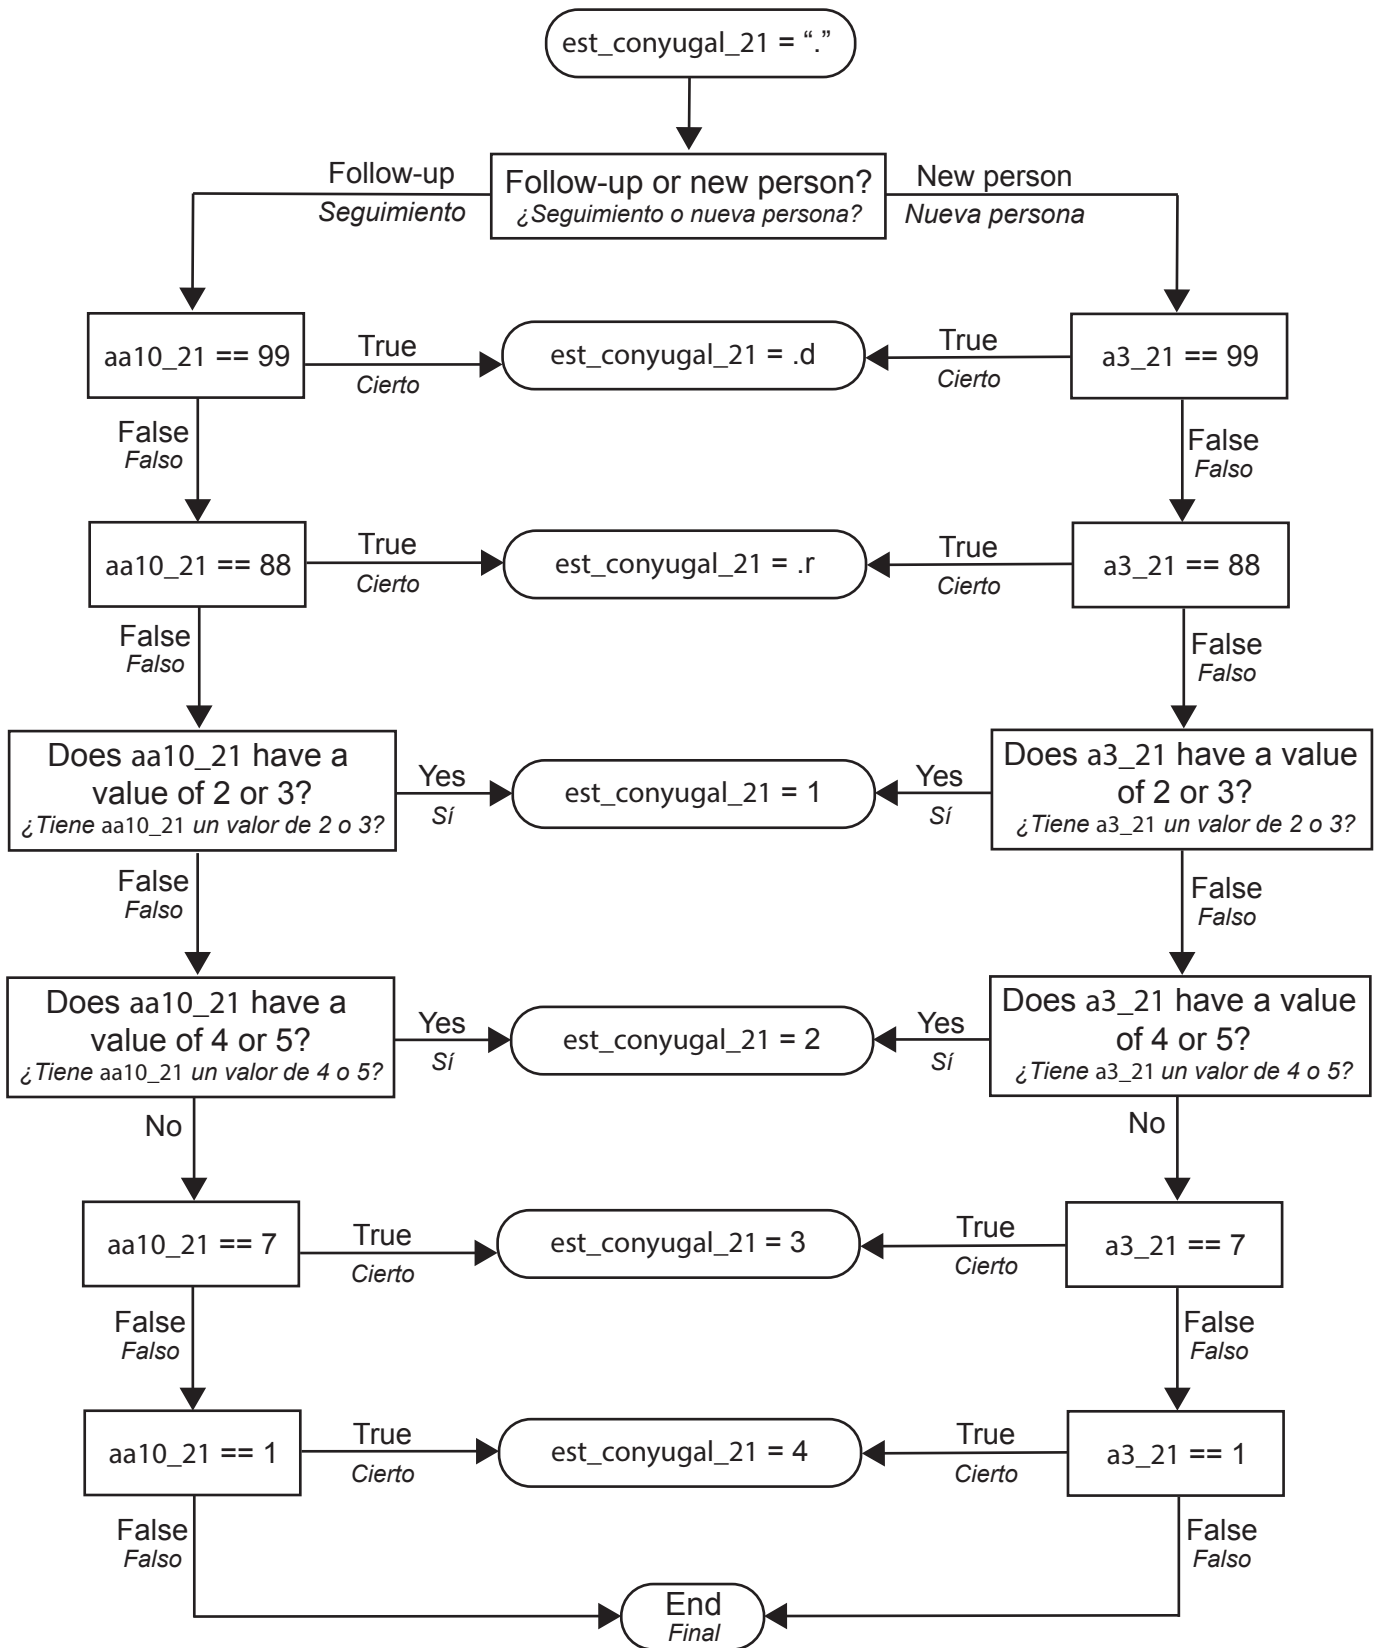 est_conyugal_21 = “.”
Follow-up
Seguimiento
Follow-up or new person?
¿Seguimiento o nueva persona?
New person
Nueva persona
aa10_21 == 99
True
Cierto
est_conyugal_21 = .d
True
Cierto
a3_21 == 99
False
Falso
False
Falso
aa10_21 == 88
True
Cierto
est_conyugal_21 = .r
True
Cierto
a3_21 == 88
False
Falso
False
Falso
Does aa10_21 have a
value of 2 or 3?
¿Tiene aa10_21 un valor de 2 o 3?
Yes
Sí
est_conyugal_21 = 1
Yes
Sí
Does a3_21 have a value
of 2 or 3?
¿Tiene a3_21 un valor de 2 o 3?
False
Falso
False
Falso
Does aa10_21 have a
value of 4 or 5?
¿Tiene aa10_21 un valor de 4 o 5?
Yes
Sí
est_conyugal_21 = 2
Yes
Sí
Does a3_21 have a value
of 4 or 5?
¿Tiene a3_21 un valor de 4 o 5?
No
No
aa10_21 == 7
True
Cierto
est_conyugal_21 = 3
True
Cierto
a3_21 == 7
False
Falso
False
Falso
aa10_21 == 1
True
Cierto
est_conyugal_21 = 4
True
Cierto
a3_21 == 1
False
Falso
False
Falso
End
Final